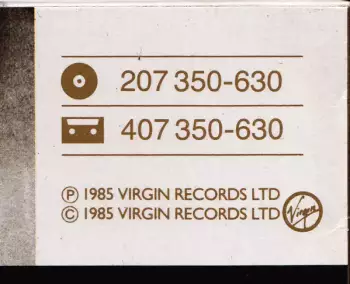 207 350-630
407 350-630
Ⓟ 1985 VIRGIN RECORDS LTD
© 1985 VIRGIN RECORDS LTD
Virgin